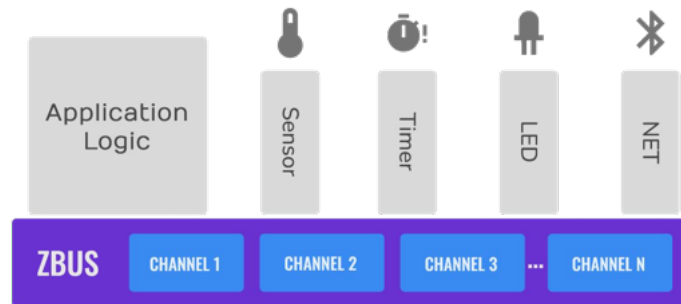 Application
Logic
Sensor
Timer
LED
NET
ZBUS
CHANNEL 1
CHANNEL 2
CHANNEL 3
...
CHANNEL N